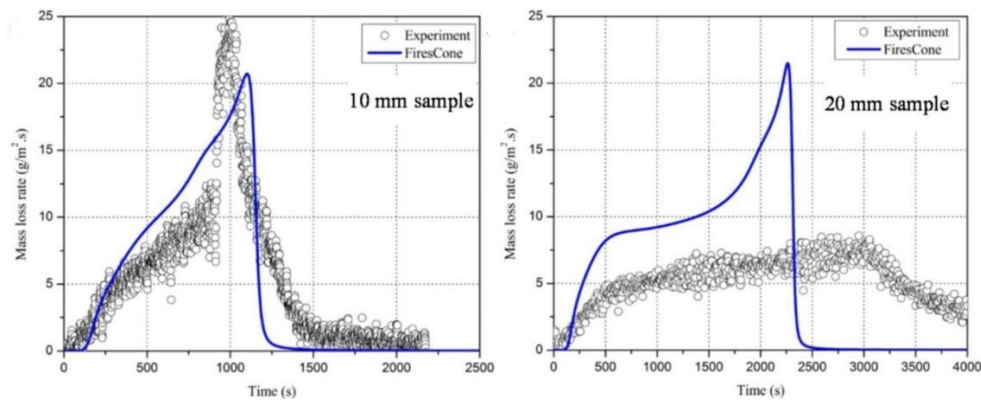 25
20
15
10
5
0
Mass loss rate (g/m².s)
Experiment
FiresCone
10 mm sample
0 500 1000 1500 2000 2500
Time (s)
25
20
15
10
5
0
Mass loss rate (g/m².s)
Experiment
FiresCone
20 mm sample
0 500 1000 1500 2000 2500 3000 3500 4000
Time (s)